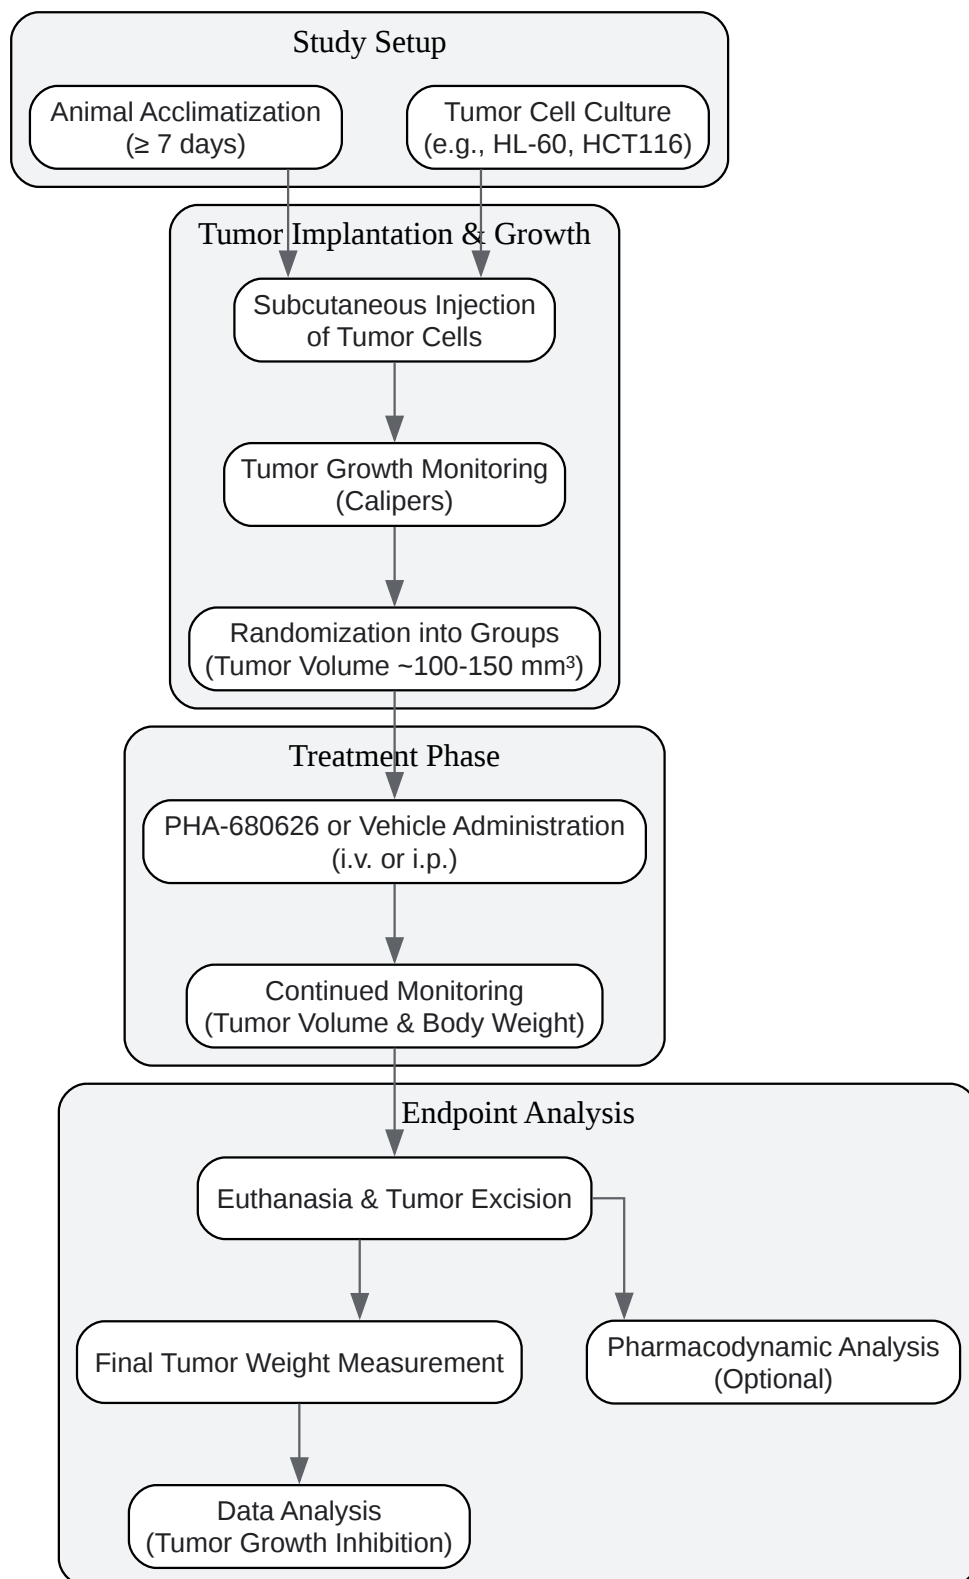 Study Setup
Animal Acclimatization
(≥ 7 days)
Tumor Cell Culture
(e.g., HL-60, HCT116)
Tumor Implantation & Growth
Subcutaneous Injection
of Tumor Cells
Tumor Growth Monitoring
(Calipers)
Randomization into Groups
(Tumor Volume ~100-150 mm³)
Treatment Phase
PHA-680626 or Vehicle Administration
(i.v. or i.p.)
Continued Monitoring
(Tumor Volume & Body Weight)
Endpoint Analysis
Euthanasia & Tumor Excision
Final Tumor Weight Measurement
Pharmacodynamic Analysis
(Optional)
Data Analysis
(Tumor Growth Inhibition)